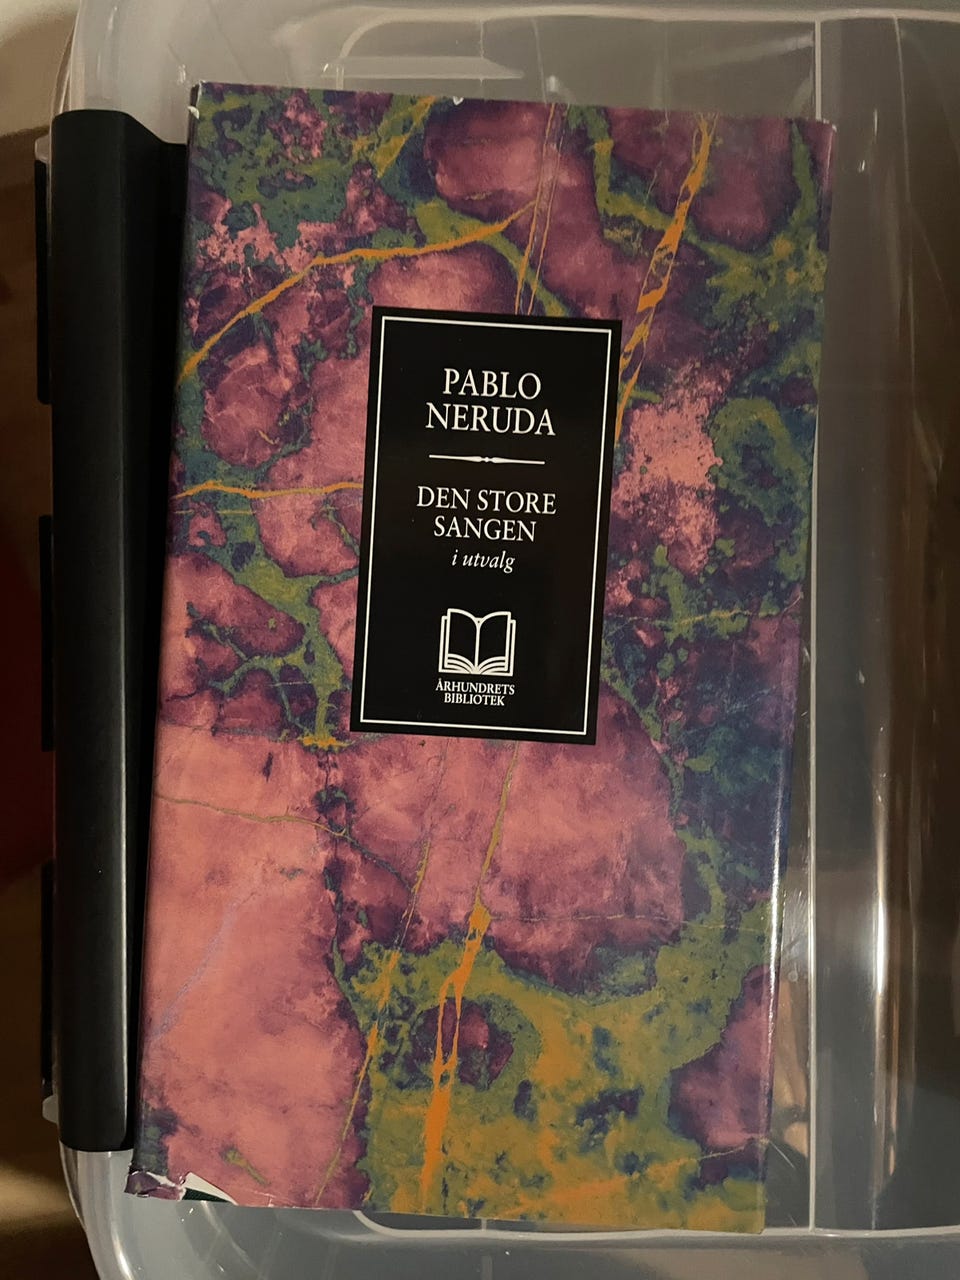 PABLO
NERUDA
DEN STORE
SANGEN
i utvalg
ÅRHUNDRETS
BIBLIOTEK